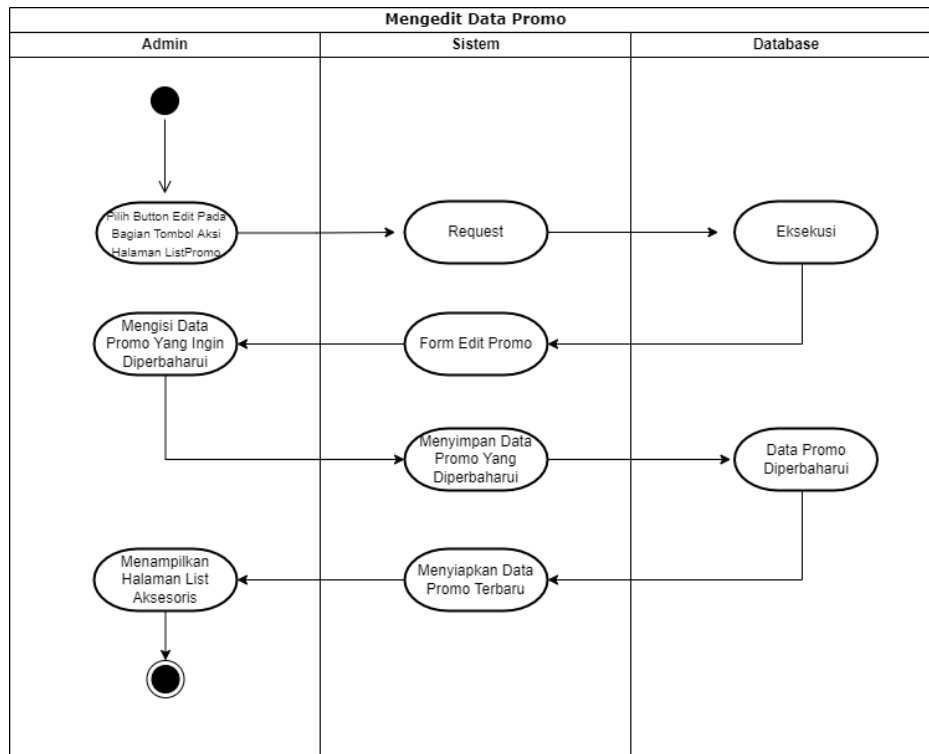 Mengedit Data Promo
Admin
Sistem
Database
Pilih Button Edit Pada
Bagian Tombol Aksi
Halaman ListPromo
Request
Eksekusi
Mengisi Data
Promo Yang Ingin
Diperbaharui
Form Edit Promo
Menyimpan Data
Promo Yang
Diperbaharui
Data Promo
Diperbaharui
Menampilkan
Halaman List
Aksesoris
Menyiapkan Data
Promo Terbaru